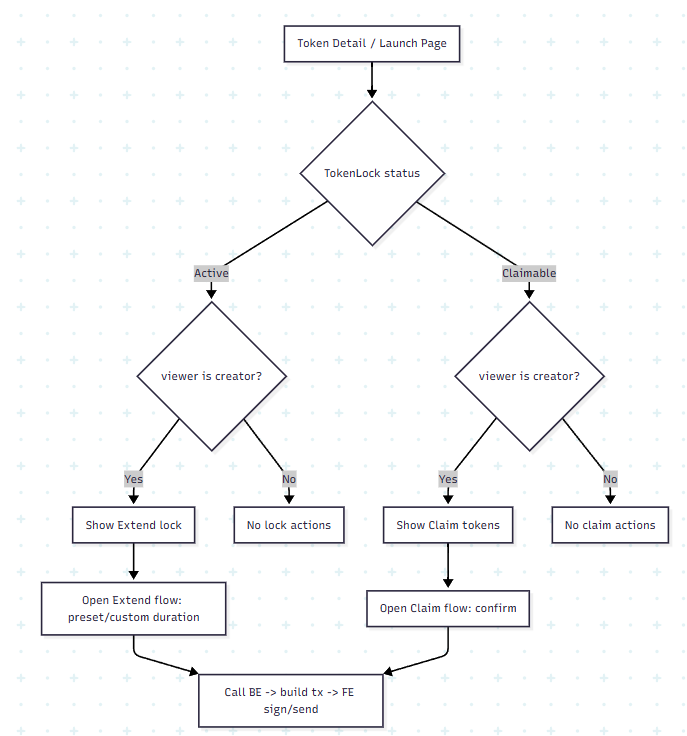 Token Detail / Launch Page
TokenLock status
Active
Claimable
viewer is creator?
viewer is creator?
Yes
No
Yes
No
Show Extend lock
No lock actions
Show Claim tokens
No claim actions
Open Extend flow:
preset/custom duration
Open Claim flow: confirm
Call BE -> build tx -> FE
sign/send